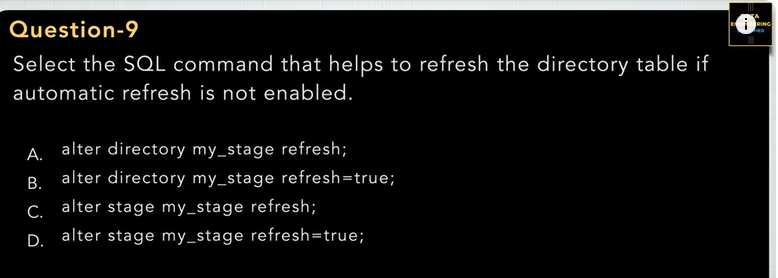 Question-9
Select the SQL command that helps to refresh the directory table if
automatic refresh is not enabled.
A. alter directory my_stage refresh;
B. alter directory my_stage refresh=true;
C. alter stage my_stage refresh;
D. alter stage my_stage refresh=true;